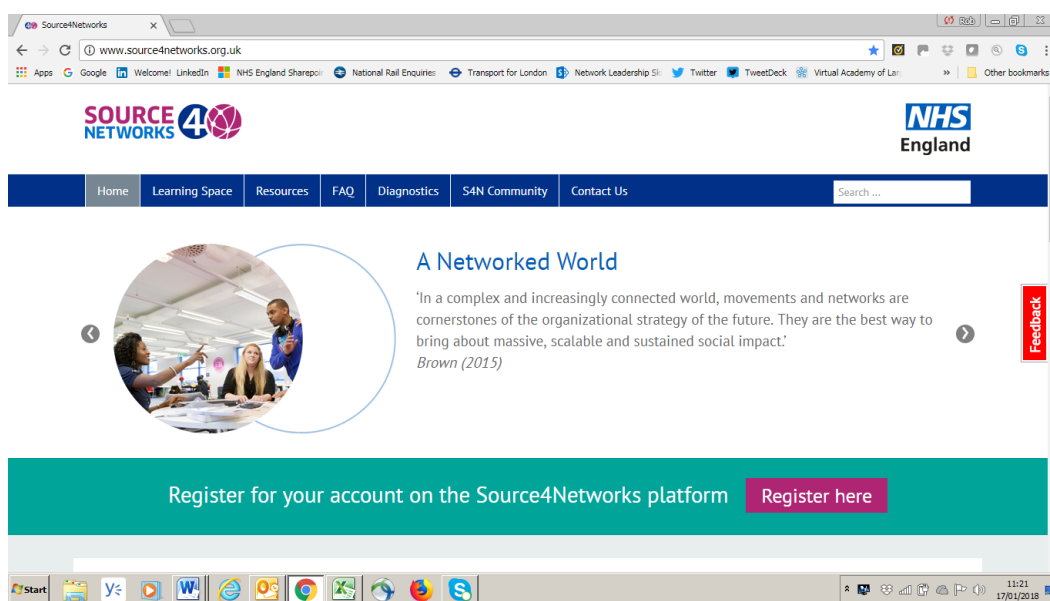 Source4Networks
Rob
www.source4networks.org.uk
Apps Google Welcome! LinkedIn NHS England Sharepoi National Rail Enquiries Transport for London Network Leadership Sk Twitter TweetDeck Virtual Academy of Lar » Other bookmarks
SOURCE 4
NETWORKS
NHS
England
Home Learning Space Resources FAQ Diagnostics S4N Community Contact Us Search ...
A Networked World
'In a complex and increasingly connected world, movements and networks are
cornerstones of the organizational strategy of the future. They are the best way to
bring about massive, scalable and sustained social impact.'
Brown (2015)
Feedback
Register for your account on the Source4Networks platform Register here
Start
11:21
17/01/2018